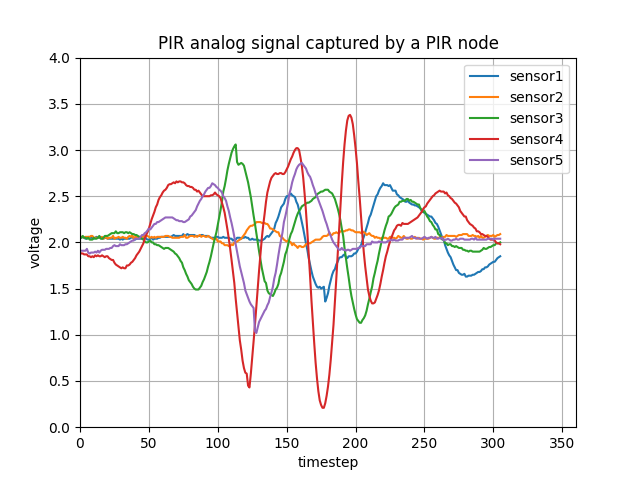 PIR analog signal captured by a PIR node
4.0
3.5
3.0
2.5
2.0
1.5
1.0
0.5
0.0
voltage
sensor1
sensor2
sensor3
sensor4
sensor5
0 50 100 150 200 250 300 350
timestep